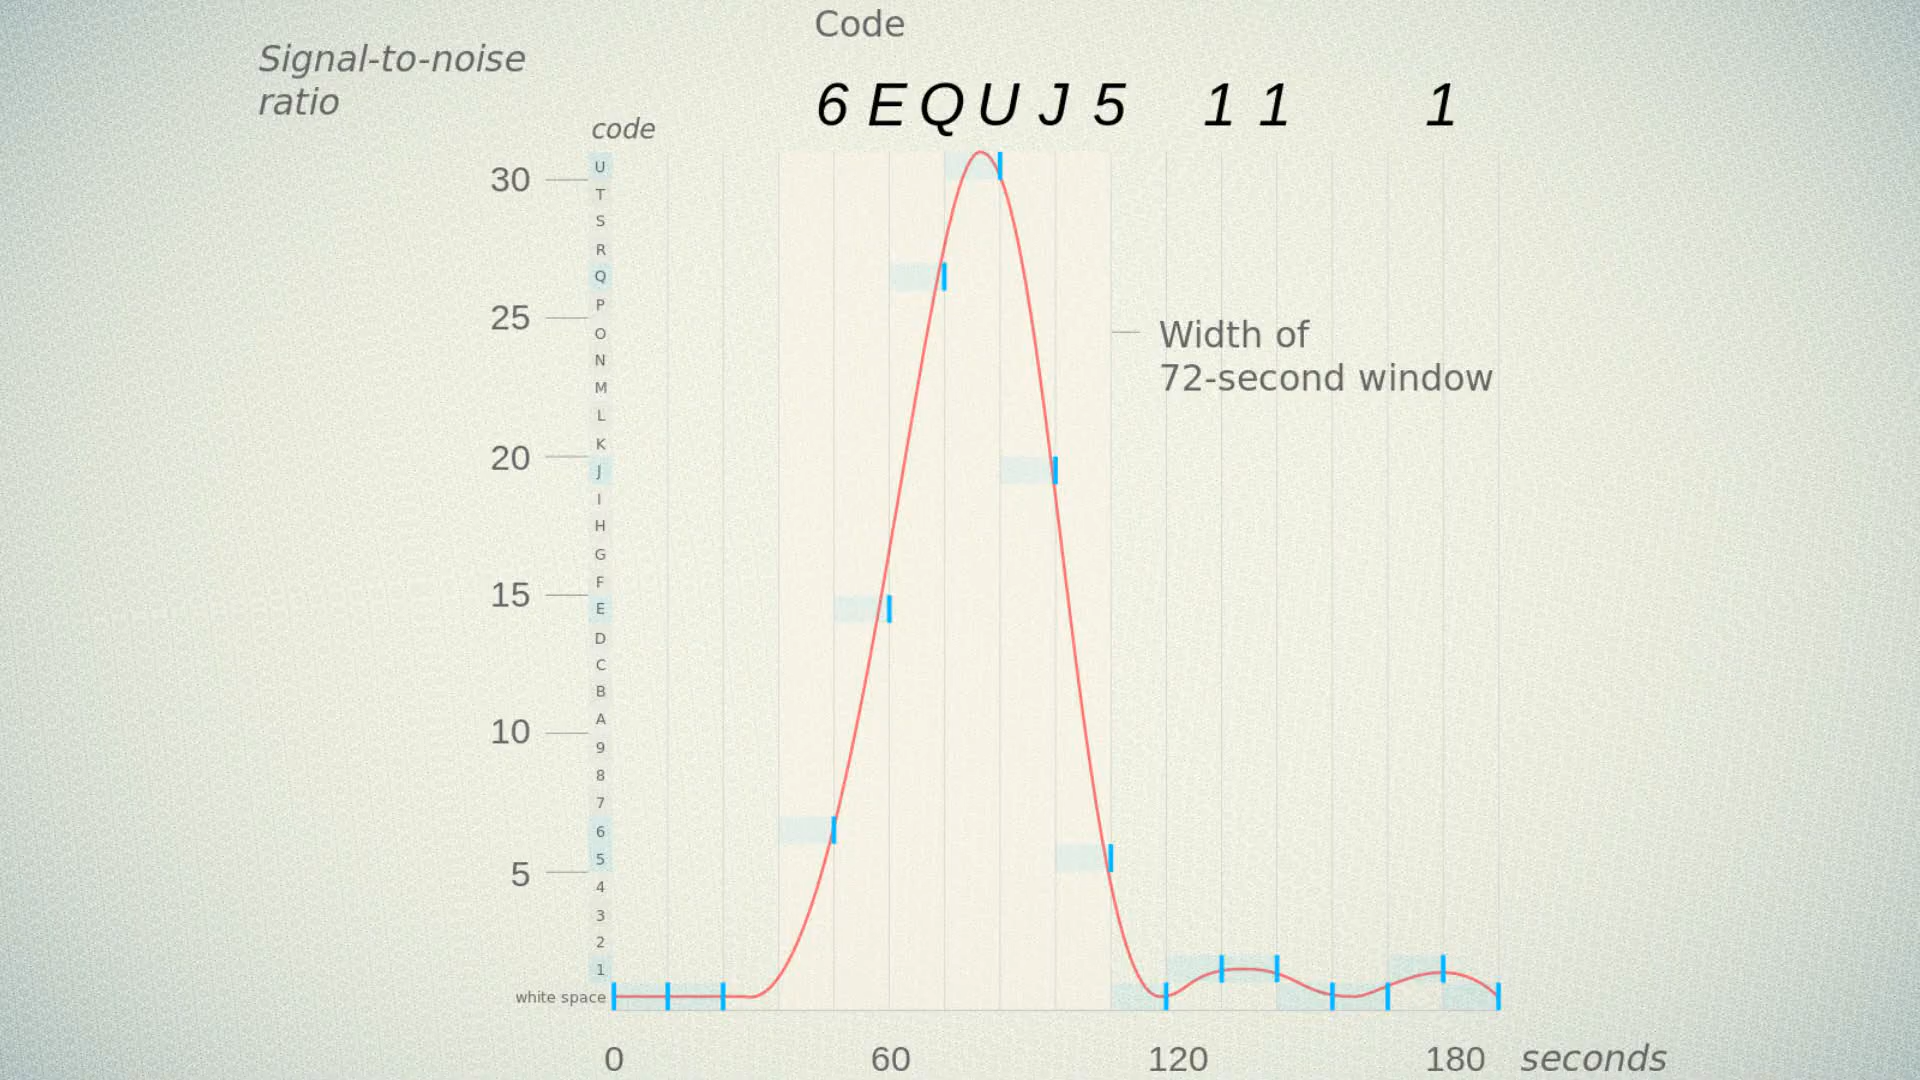 Code
Signal-to-noise
ratio
6 E Q U J 5 1 1 1
code
U
30
T
S
R
Q
P
25
O
N
Width of
72-second window
M
L
K
20
J
I
H
G
F
15
E
D
C
B
A
10
9
8
7
6
5
5
4
3
2
1
white space
0 60 120 180 seconds